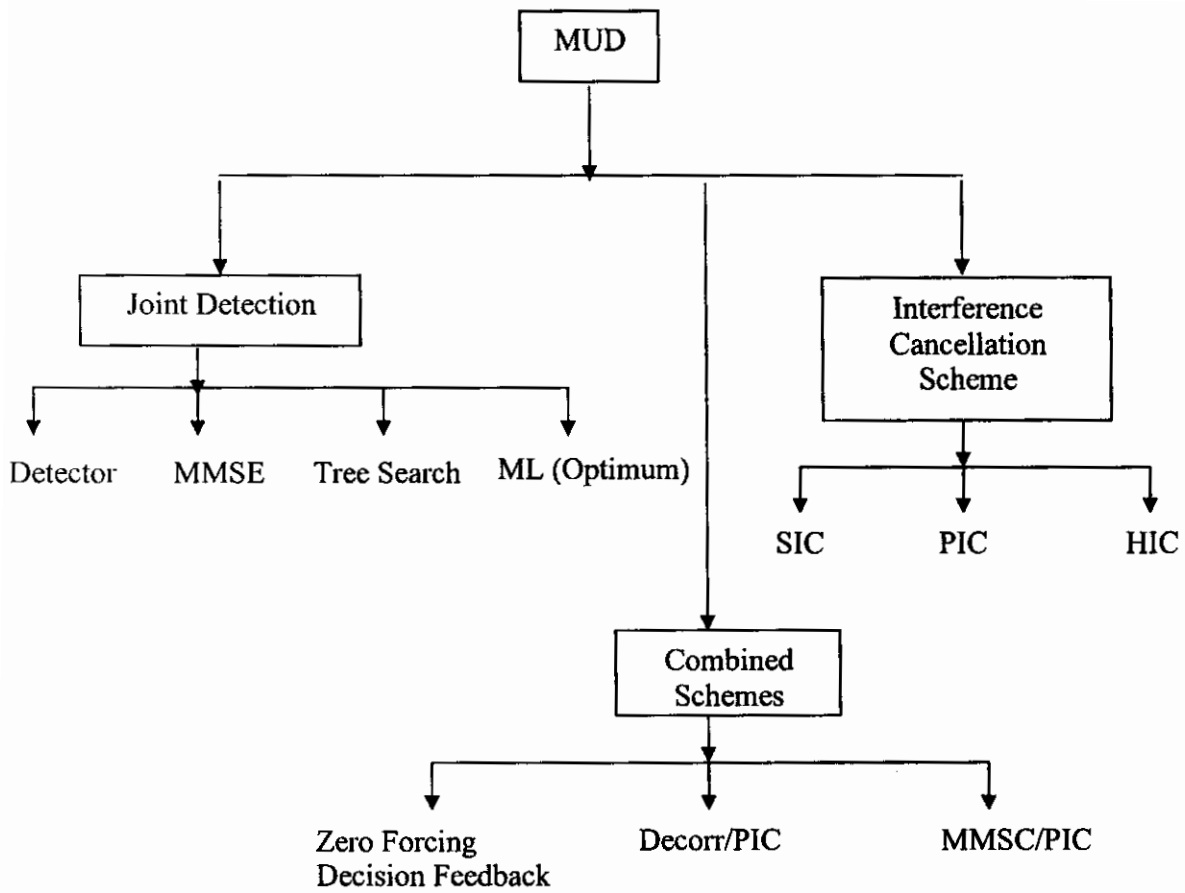 MUD
Joint Detection
Interference
Cancellation
Scheme
Detector
MMSE
Tree Search
ML (Optimum)
SIC
PIC
HIC
Combined
Schemes
Zero Forcing
Decision Feedback
Decorr/PIC
MMSC/PIC